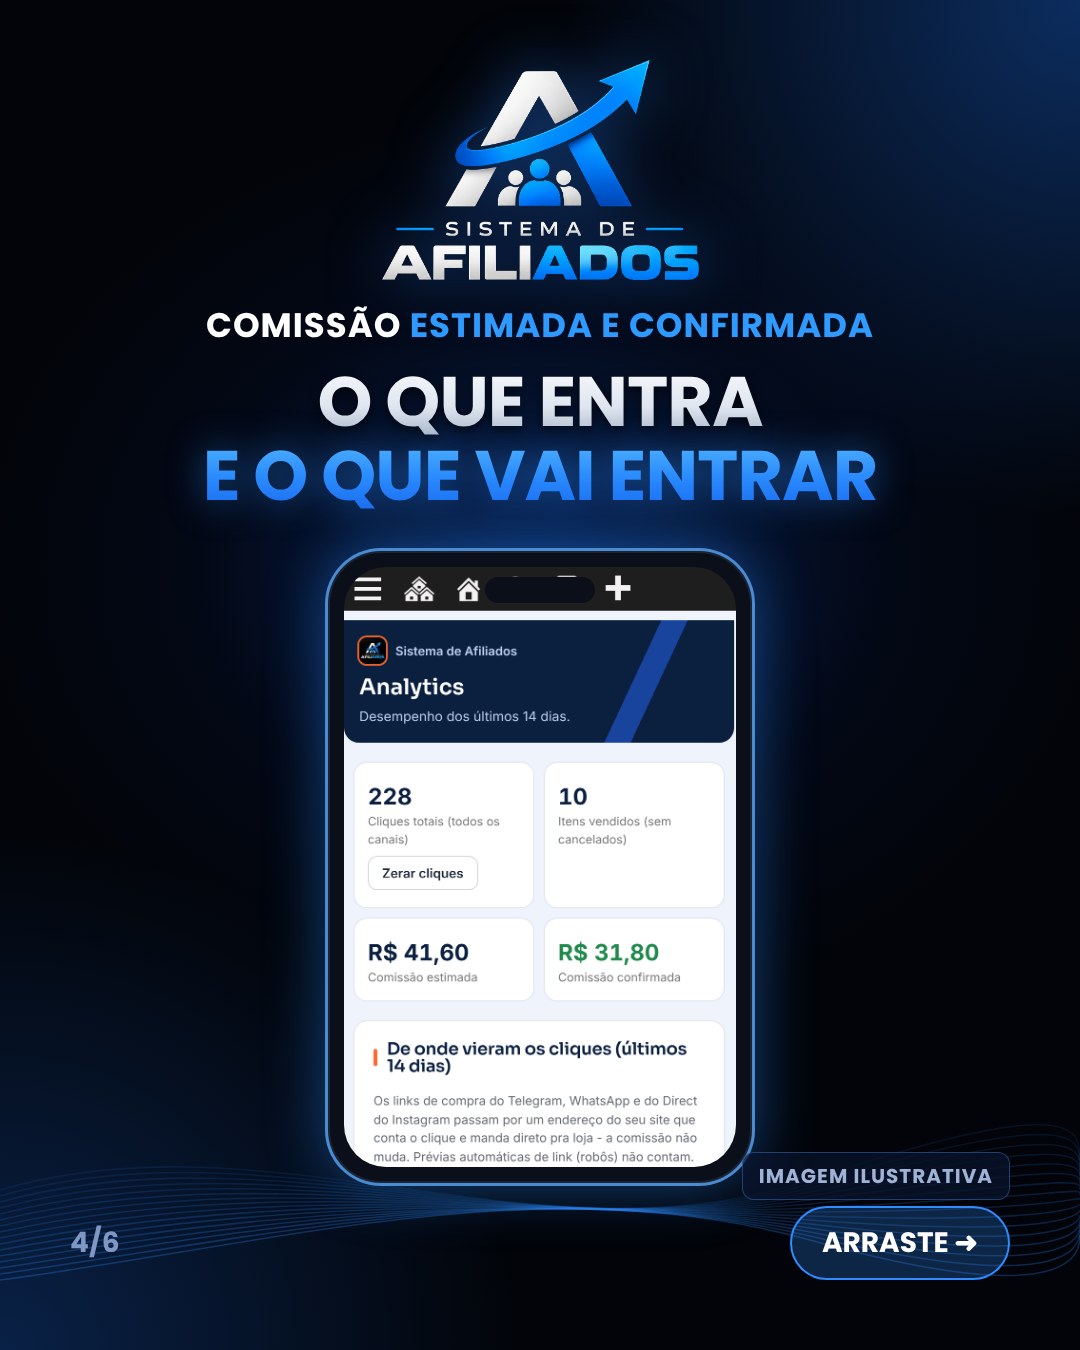 SISTEMA DE
AFILIADOS
COMISSÃO ESTIMADA E CONFIRMADA
O QUE ENTRA
E O QUE VAI ENTRAR
Sistema de Afiliados
Analytics
Desempenho dos últimos 14 dias.
228
Cliques totais (todos os
canais)
Zerar cliques
10
Itens vendidos (sem
cancelados)
R$ 41,60
Comissão estimada
R$ 31,80
Comissão confirmada
De onde vieram os cliques (últimos
14 dias)
Os links de compra do Telegram, WhatsApp e do Direct
do Instagram passam por um endereço do seu site que
conta o clique e manda direto pra loja - a comissão não
muda. Prévias automáticas de link (robôs) não contam.
IMAGEM ILUSTRATIVA
4/6
ARRASTE →